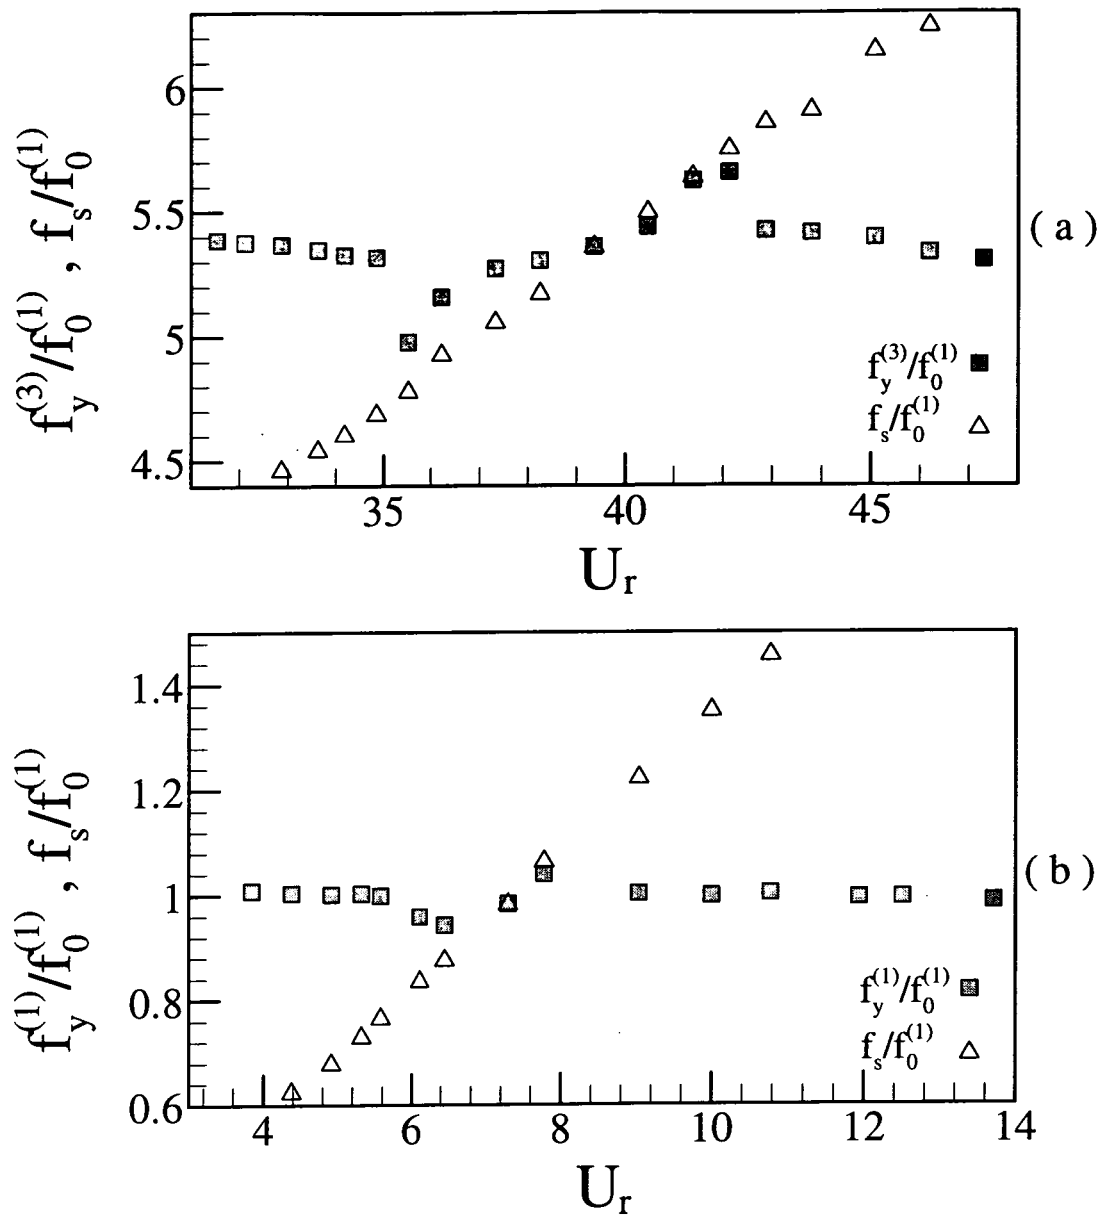 6
5.5
5
4.5
f_y^(3)/f_0^(1) , f_s/f_0^(1)
( a )
f_y^(3)/f_0^(1)
f_s/f_0^(1)
35 40 45
U_r
1.4
1.2
1
0.8
0.6
f_y^(1)/f_0^(1) , f_s/f_0^(1)
( b )
f_y^(1)/f_0^(1)
f_s/f_0^(1)
4 6 8 10 12 14
U_r